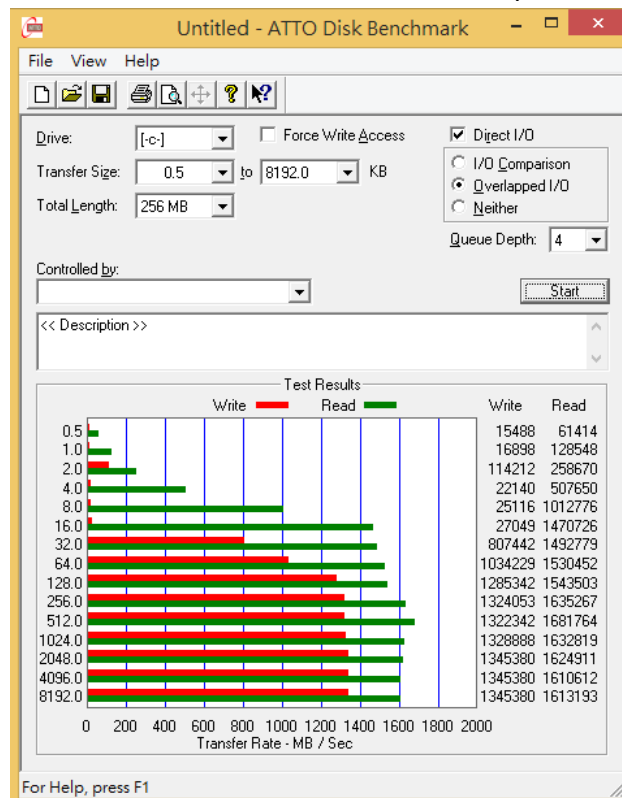 Untitled - ATTO Disk Benchmark
File View Help
Drive: [-c-] Force Write Access Direct I/O
Transfer Size: 0.5 to 8192.0 KB I/O Comparison
Overlapped I/O
Total Length: 256 MB Neither
Queue Depth: 4
Controlled by:
Start
<< Description >>
Test Results
Write Read Write Read
0.5 15488 61414
1.0 16898 128548
2.0 114212 258670
4.0 22140 507650
8.0 25116 1012776
16.0 27049 1470726
32.0 807442 1492779
64.0 1034229 1530452
128.0 1285342 1543503
256.0 1324053 1635267
512.0 1322342 1681764
1024.0 1328888 1632819
2048.0 1345380 1624911
4096.0 1345380 1610612
8192.0 1345380 1613193
0 200 400 600 800 1000 1200 1400 1600 1800 2000
Transfer Rate - MB / Sec
For Help, press F1